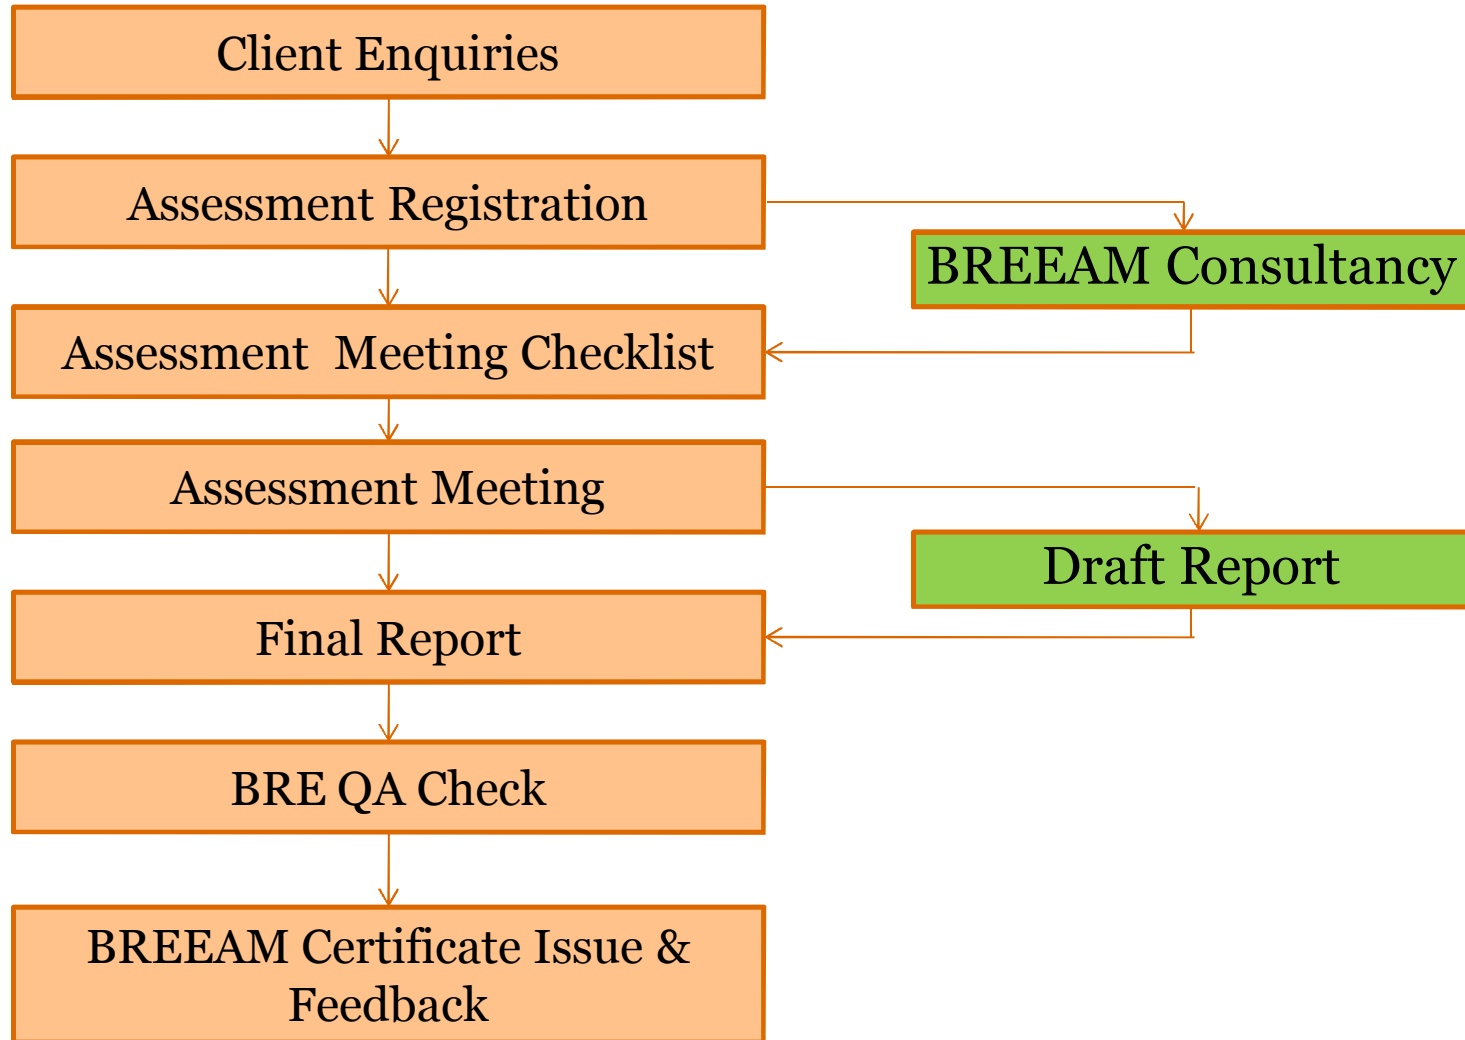 Client Enquiries
Assessment Registration
BREEAM Consultancy
Assessment  Meeting Checklist
Assessment Meeting
Draft Report
Final Report
BRE QA Check
BREEAM Certificate Issue &
Feedback